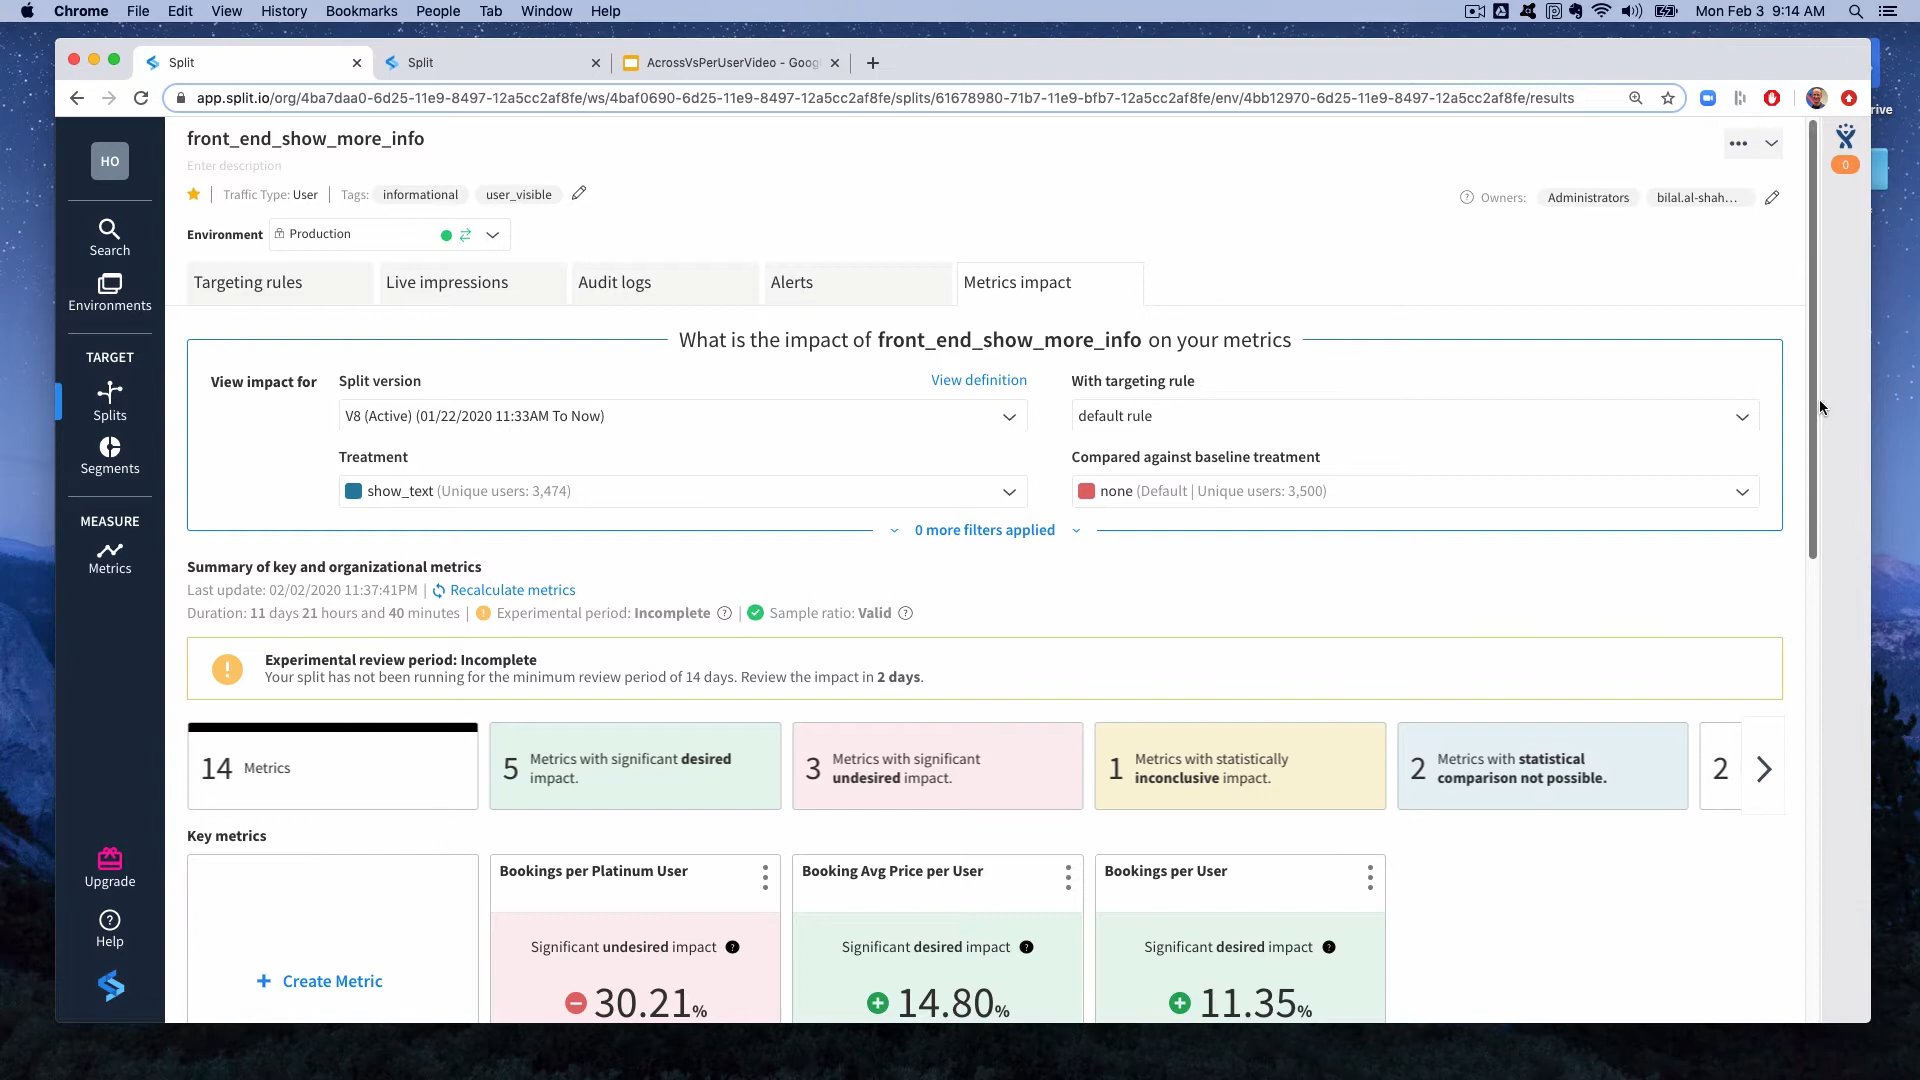 Chrome File Edit View History Bookmarks People Tab Window Help
Mon Feb 3 9:14 AM
Split
Split
AcrossVsPerUserVideo - Goog
app.split.io/org/4ba7daa0-6d25-11e9-8497-12a5cc2af8fe/ws/4baf0690-6d25-11e9-8497-12a5cc2af8fe/splits/61678980-71b7-11e9-bfb7-12a5cc2af8fe/env/4bb12970-6d25-11e9-8497-12a5cc2af8fe/results
rive
0
HO
Search
Environments
TARGET
Splits
Segments
MEASURE
Metrics
Upgrade
Help
front_end_show_more_info
Enter description
Traffic Type: User
Tags: informational user_visible
Owners: Administrators bilal.al-shah...
Environment Production
Targeting rules
Live impressions
Audit logs
Alerts
Metrics impact
What is the impact of front_end_show_more_info on your metrics
View impact for
Split version
View definition
V8 (Active) (01/22/2020 11:33AM To Now)
With targeting rule
default rule
Treatment
show_text (Unique users: 3,474)
Compared against baseline treatment
none (Default | Unique users: 3,500)
0 more filters applied
Summary of key and organizational metrics
Last update: 02/02/2020 11:37:41PM | Recalculate metrics
Duration: 11 days 21 hours and 40 minutes | Experimental period: Incomplete ? | Sample ratio: Valid ?
Experimental review period: Incomplete
Your split has not been running for the minimum review period of 14 days. Review the impact in 2 days.
14 Metrics
5 Metrics with significant desired
impact.
3 Metrics with significant
undesired impact.
1 Metrics with statistically
inconclusive impact.
2 Metrics with statistical
comparison not possible.
2
Key metrics
+ Create Metric
Bookings per Platinum User
Significant undesired impact ?
30.21%
Booking Avg Price per User
Significant desired impact ?
14.80%
Bookings per User
Significant desired impact ?
11.35%